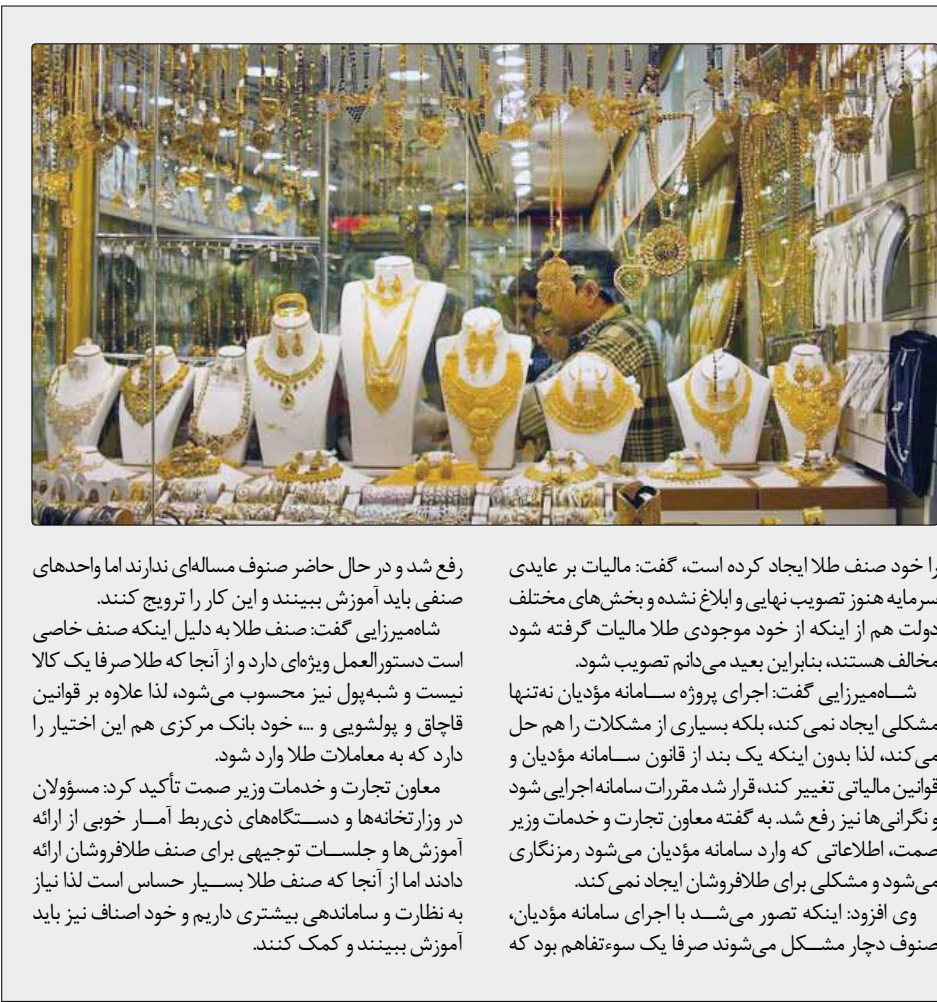 را خود صنف طلا ایجاد کرده است، گفت: مالیات بر عایدی
سرمایه هنوز تصویب نهایی و ابلاغ نشده و بخش‌های مختلف
دولت هم از اینکه از خود موجودی طلا مالیات گرفته شود
مخالف هستند، بنابراین بعید می‌دانم تصویب شود.
شـــاه‌میرزایی گفت: اجرای پروژه ســـامانه مؤدیان نه‌تنها
مشکلی ایجاد نمی‌کند، بلکه بسیاری از مشکلات را هم حل
می‌کند، لذا بدون اینکه یک بند از قانون ســـامانه مؤدیان و
قوانین مالیاتی تغییر کند، قرار شد مقررات سامانه اجرایی شود
و نگرانی‌ها نیز رفع شد. به گفته معاون تجارت و خدمات وزیر
صمت، اطلاعاتی که وارد سامانه مؤدیان می‌شود رمزنگاری
می‌شود و مشکلی برای طلافروشان ایجاد نمی‌کند.
وی افزود: اینکه تصور می‌شـــد با اجرای سامانه مؤدیان،
صنوف دچار مشـــکل می‌شوند صرفا یک سوءتفاهم بود که
رفع شد و در حال حاضر صنوف مساله‌ای ندارند اما واحدهای
صنفی باید آموزش ببینند و این کار را ترویج کنند.
شاه‌میرزایی گفت: صنف طلا به دلیل اینکه صنف خاصی
است دستورالعمل ویژه‌ای دارد و از آنجا که طلا صرفا یک کالا
نیست و شبه‌پول نیز محسوب می‌شود، لذا علاوه بر قوانین
قاچاق و پولشویی و ...، خود بانک مرکزی هم این اختیار را
دارد که به معاملات طلا وارد شود.
معاون تجارت و خدمات وزیر صمت تأکید کرد: مسؤولان
در وزارتخانه‌ها و دســـتگاه‌های ذی‌ربط آمـــار خوبی از ارائه
آموزش‌ها و جلســـات توجیهی برای صنف طلافروشان ارائه
دادند اما از آنجا که صنف طلا بســـیار حساس است لذا نیاز
به نظارت و ساماندهی بیشتری داریم و خود اصناف نیز باید
آموزش ببینند و کمک کنند.